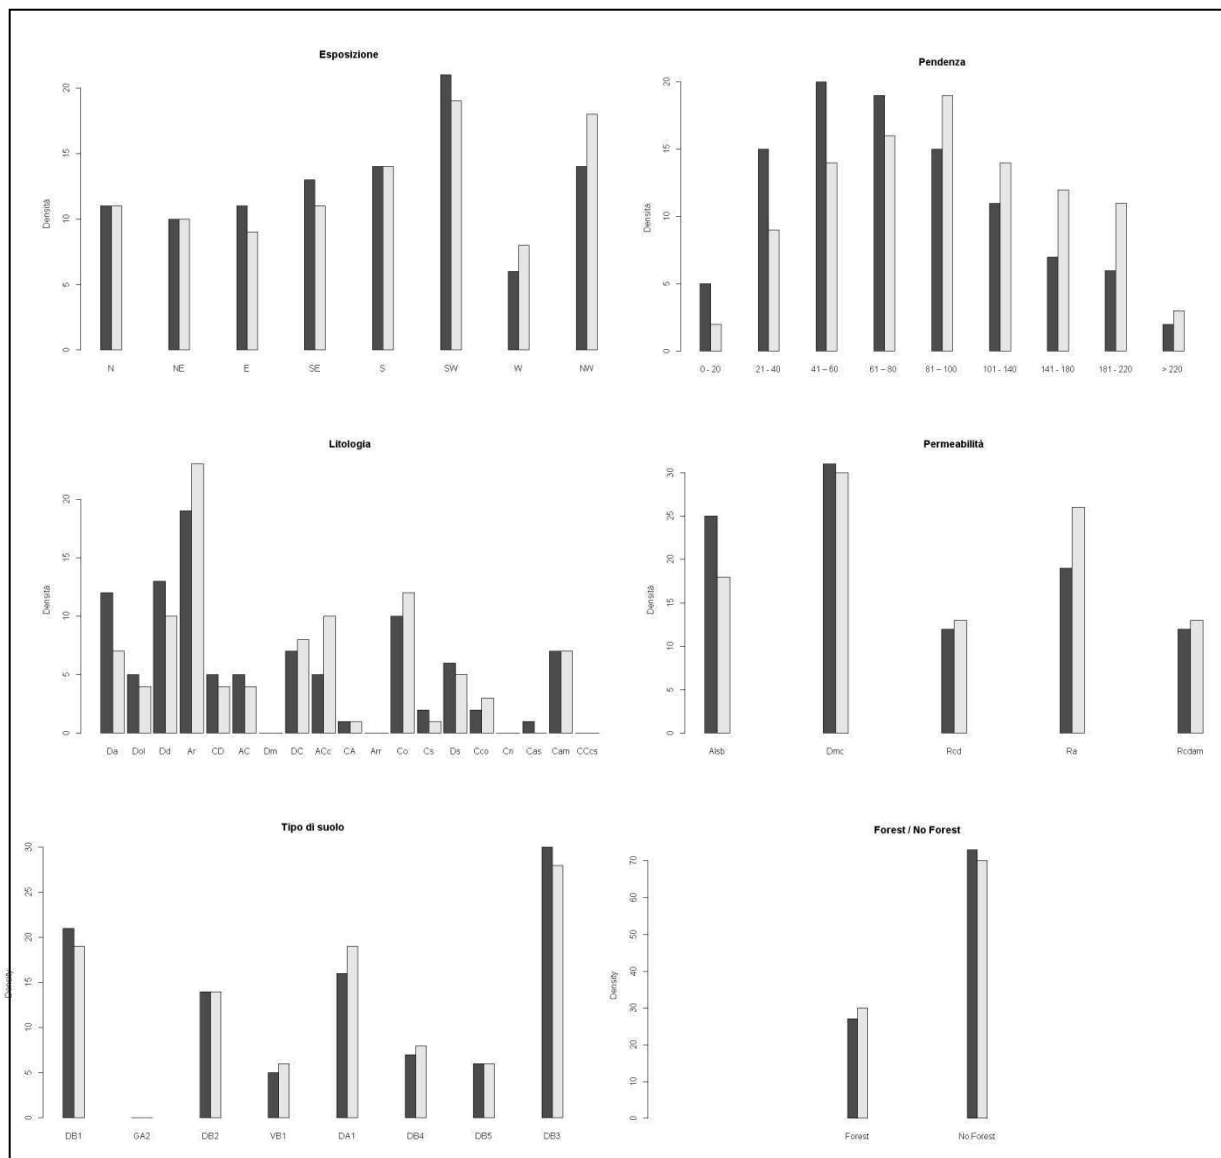 Esposizione
Densità
0 5 10 15 20
N NE E SE S SW W NW
Pendenza
Densità
0 5 10 15 20
0 - 20 21 - 40 41 – 60 61 – 80 81 – 100 101 - 140 141 - 180 181 - 220 > 220
Litologia
Densità
0 5 10 15 20
Da Dol Dd Ar CD AC Dm DC ACc CA Arr Co Cs Ds Cco Cn Cas Cam CCcs
Permeabilità
Densità
0 5 10 15 20 25 30
Alsb Dmc Rcd Ra Rcdam
Tipo di suolo
Density
0 5 10 15 20 25 30
DB1 GA2 DB2 VB1 DA1 DB4 DB5 DB3
Forest / No Forest
Density
0 10 20 30 40 50 60 70
Forest No Forest